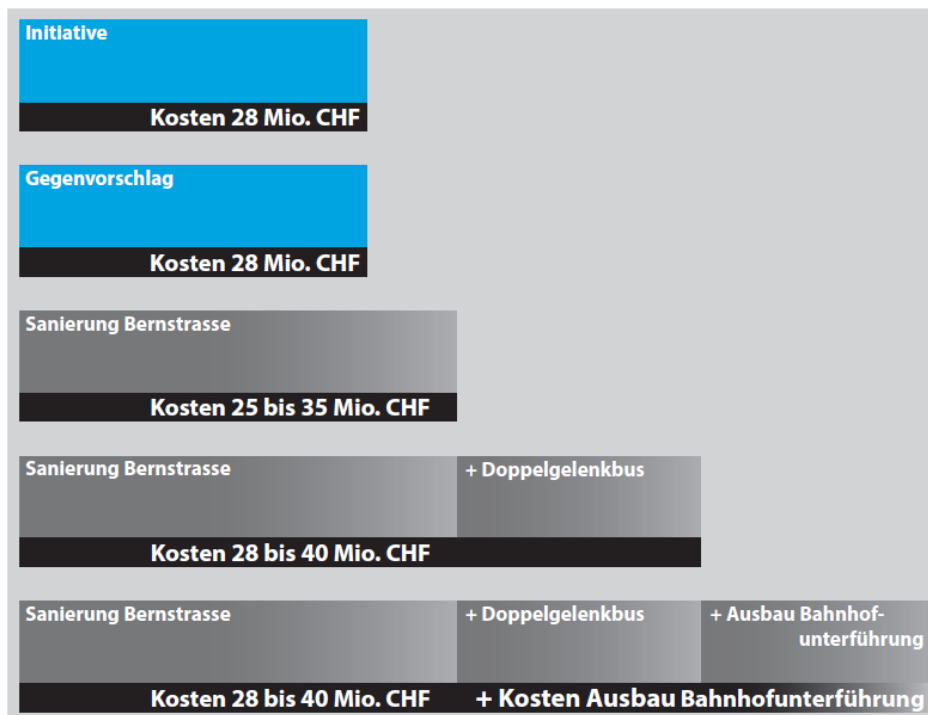 Initiative
Kosten 28 Mio. CHF
Gegenvorschlag
Kosten 28 Mio. CHF
Sanierung Bernstrasse
Kosten 25 bis 35 Mio. CHF
Sanierung Bernstrasse + Doppelgelenkbus
Kosten 28 bis 40 Mio. CHF
Sanierung Bernstrasse + Doppelgelenkbus + Ausbau Bahnhof-
unterführung
Kosten 28 bis 40 Mio. CHF + Kosten Ausbau Bahnhofunterführung